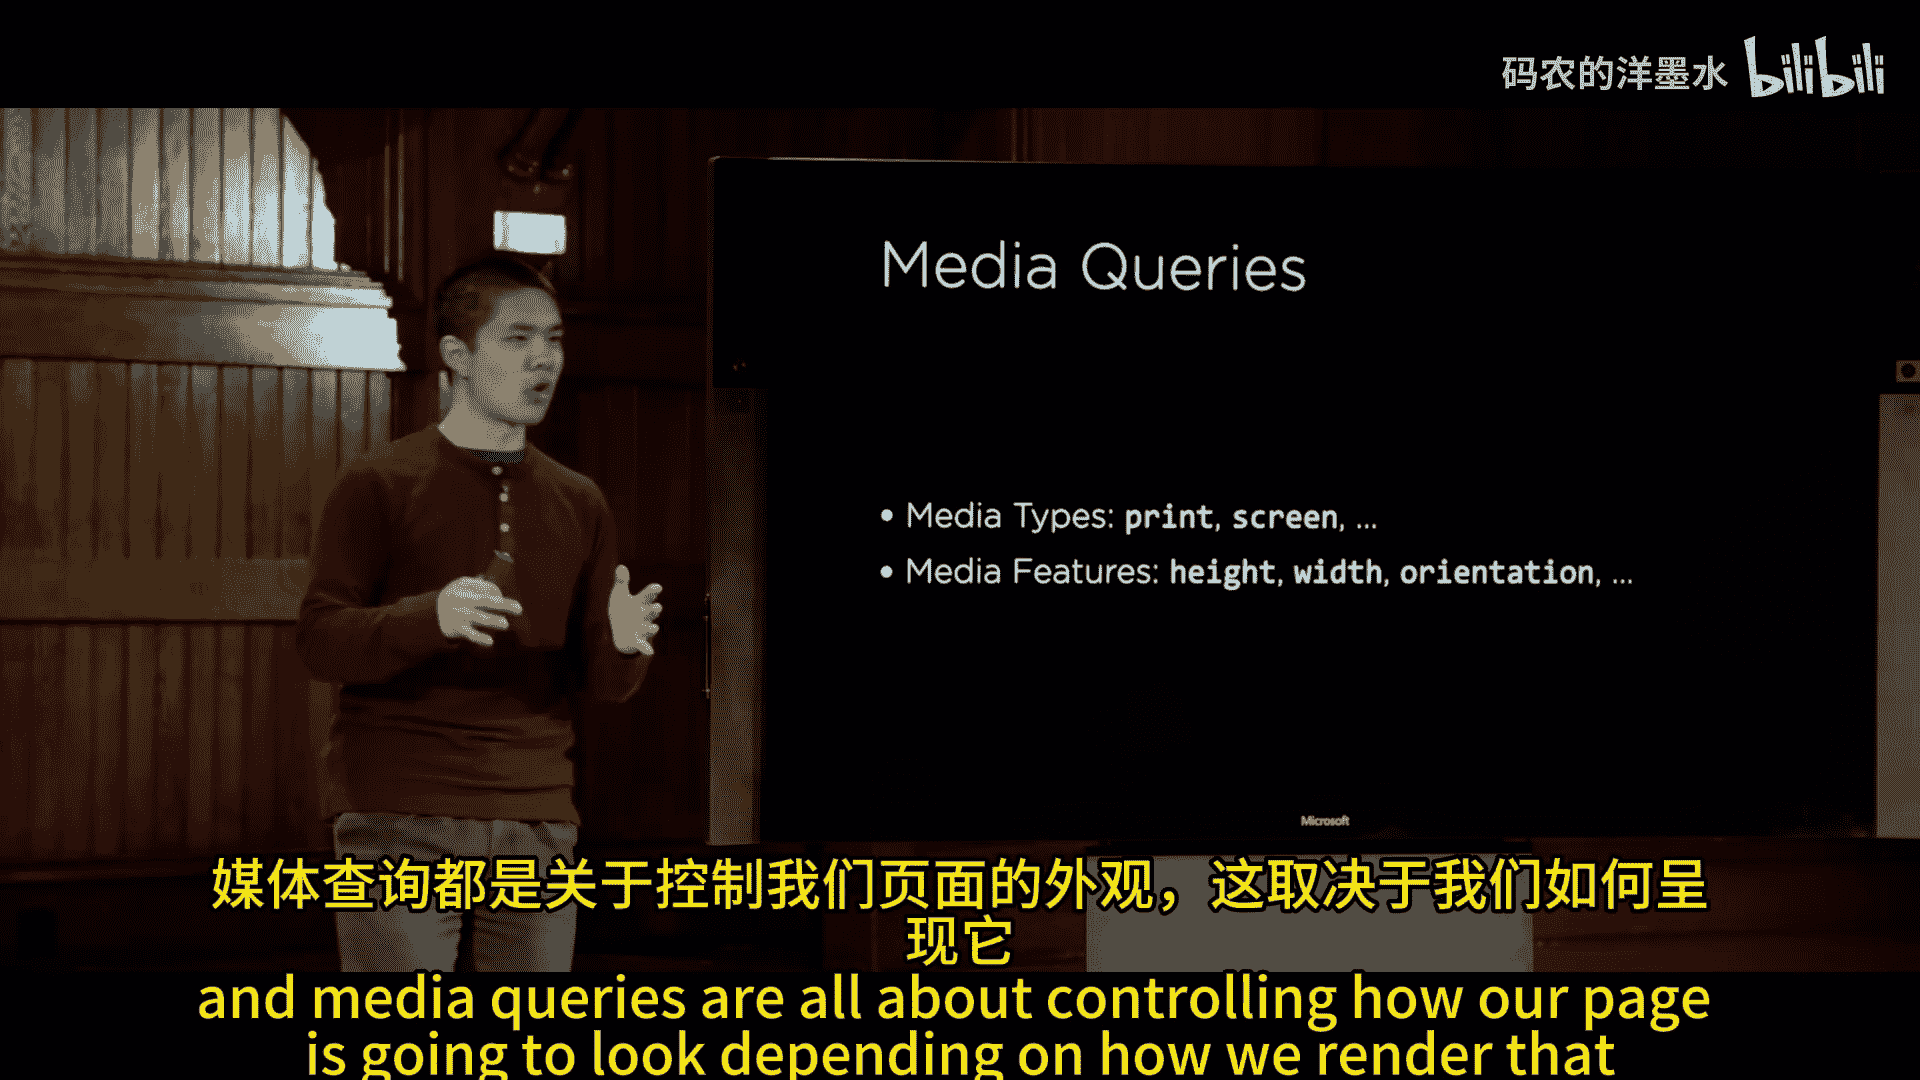 码农的洋墨水 bilibili
Media Queries
• Media Types: print, screen, ...
• Media Features: height, width, orientation, ...
Microsoft
媒体查询都是关于控制我们页面的外观，这取决于我们如何呈
现它
and media queries are all about controlling how our page
is going to look depending on how we render that